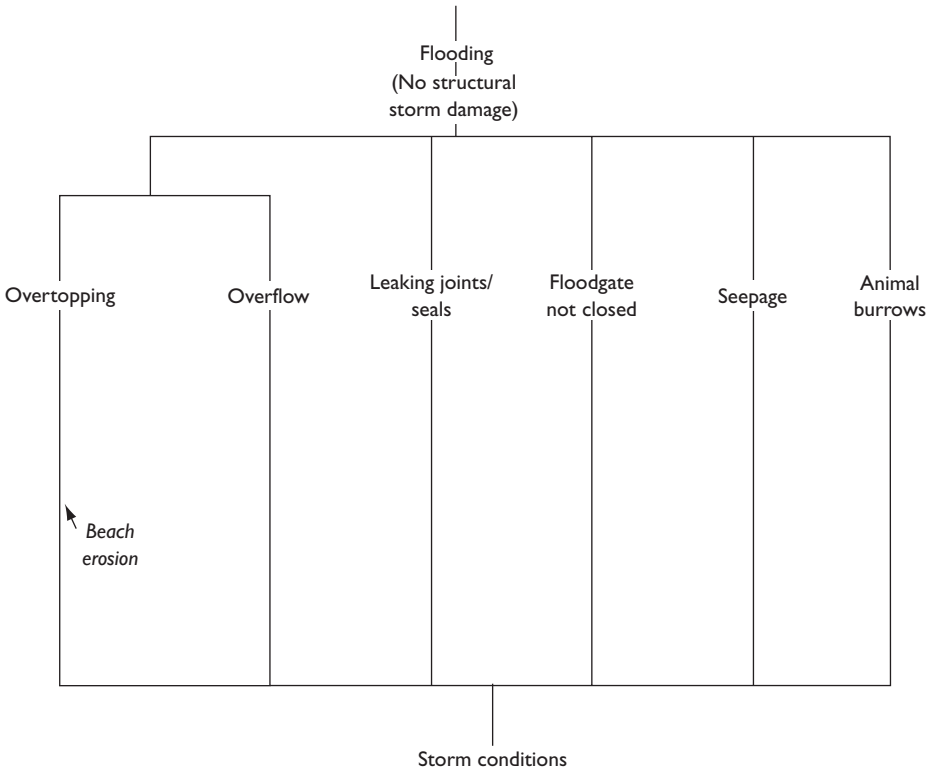 Flooding
(No structural
storm damage)
Overtopping
Overflow
Leaking joints/
seals
Floodgate
not closed
Seepage
Animal
burrows
Beach
erosion
Storm conditions